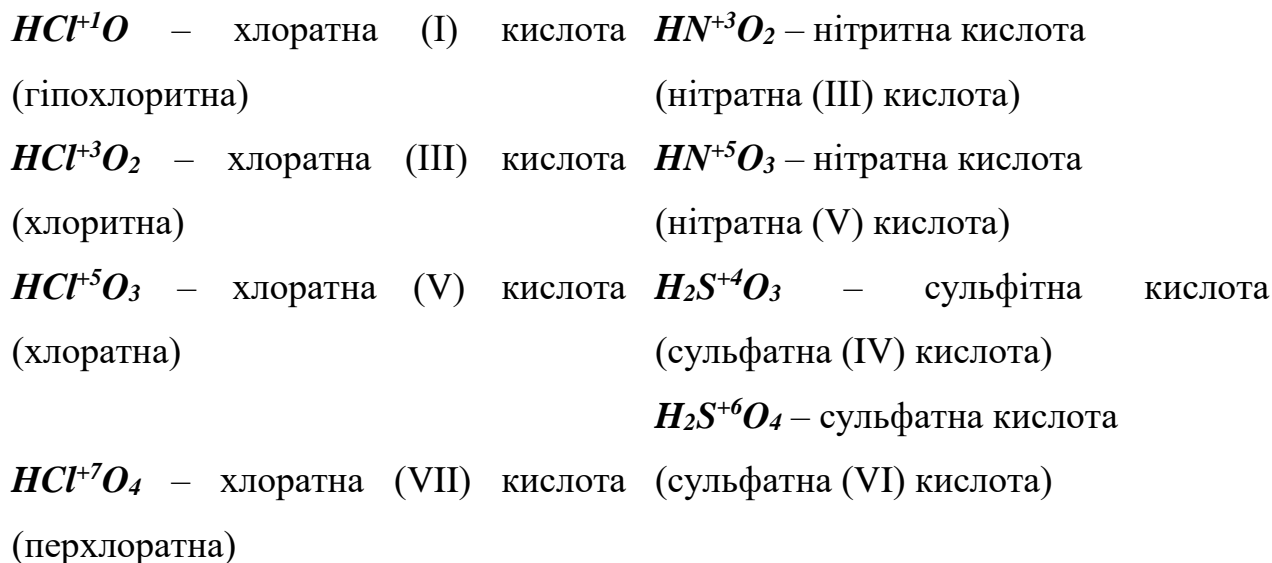 HCl⁺¹O – хлоратна (I) кислота
(гіпохлоритна)
HCl⁺³O₂ – хлоратна (III) кислота
(хлоритна)
HCl⁺⁵O₃ – хлоратна (V) кислота
(хлоратна)
HCl⁺⁷O₄ – хлоратна (VII) кислота
(перхлоратна)
HN⁺³O₂ – нітритна кислота
(нітратна (III) кислота)
HN⁺⁵O₃ – нітратна кислота
(нітратна (V) кислота)
H₂S⁺⁴O₃ – сульфітна кислота
(сульфатна (IV) кислота)
H₂S⁺⁶O₄ – сульфатна кислота
(сульфатна (VI) кислота)